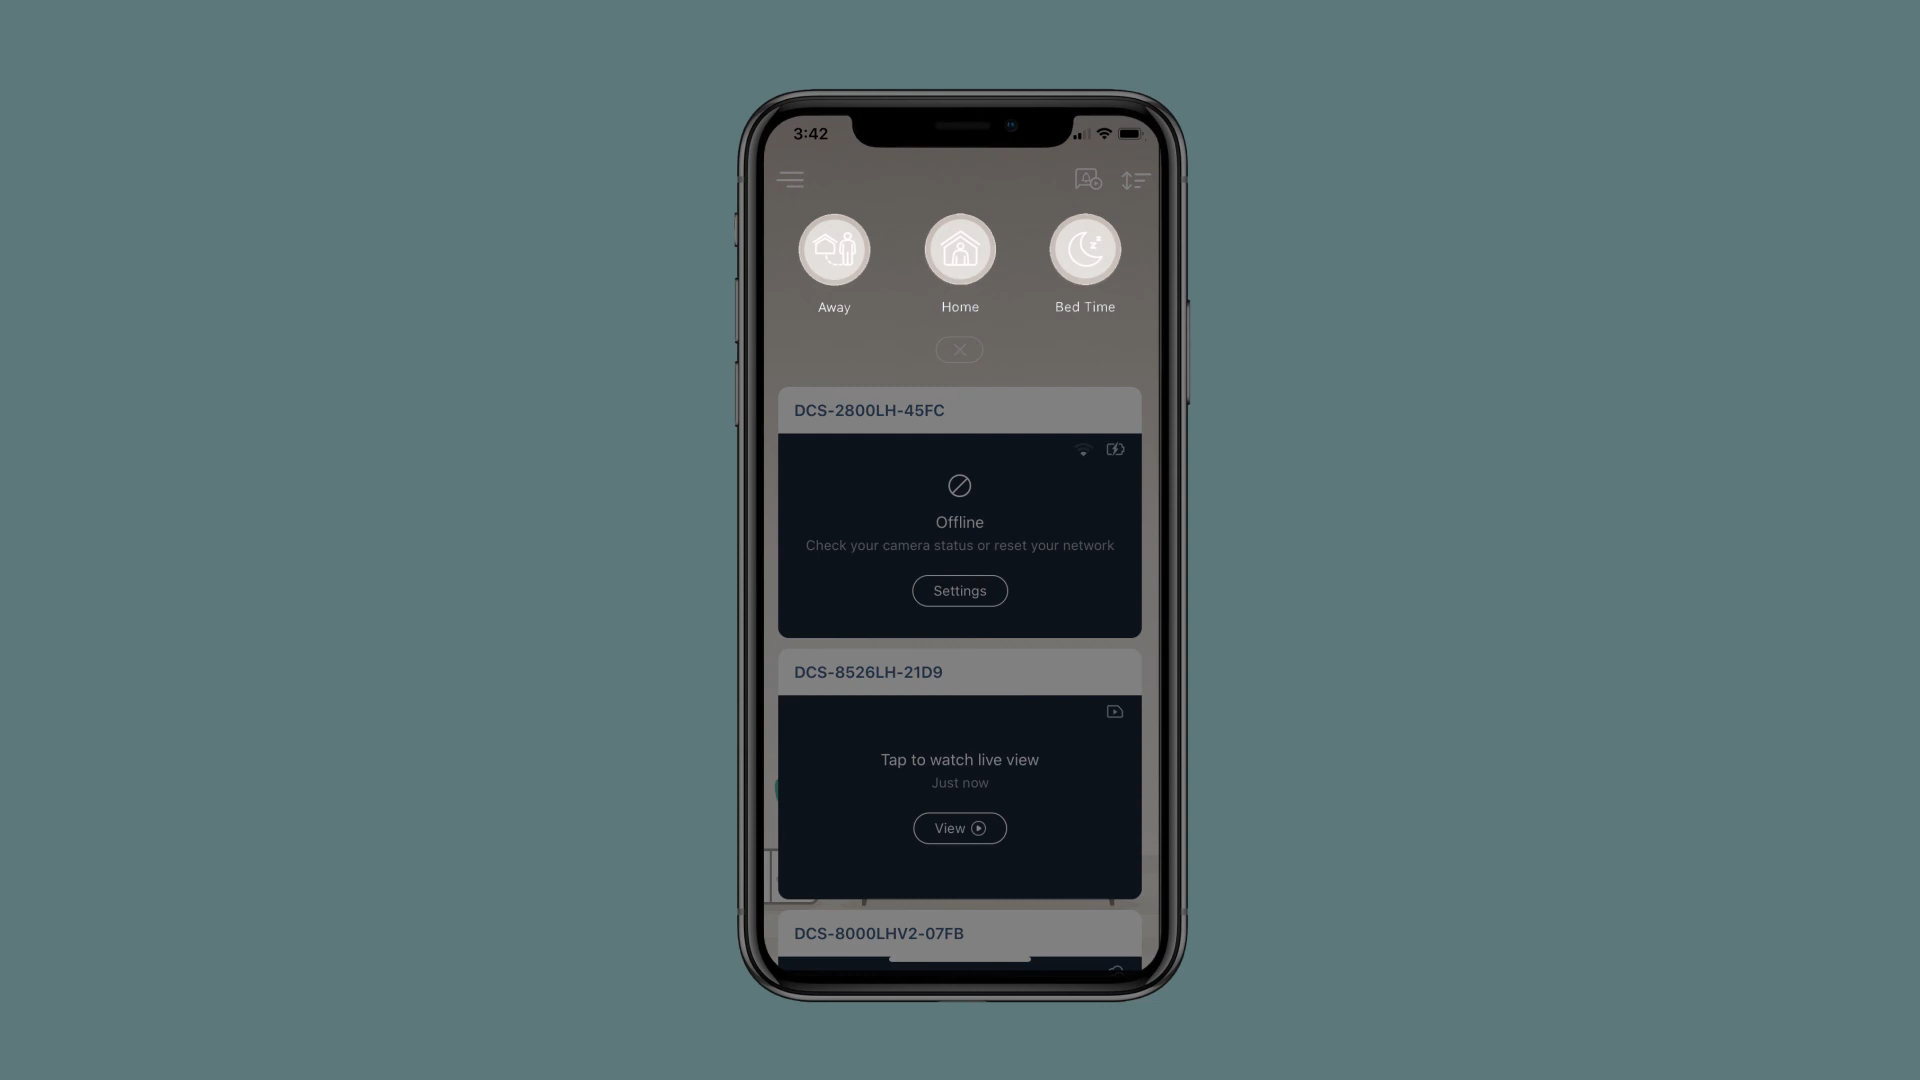 3:42
Away
Home
Bed Time
DCS-2800LH-45FC
Offline
Check your camera status or reset your network
Settings
DCS-8526LH-21D9
Tap to watch live view
Just now
View
DCS-8000LHV2-07FB